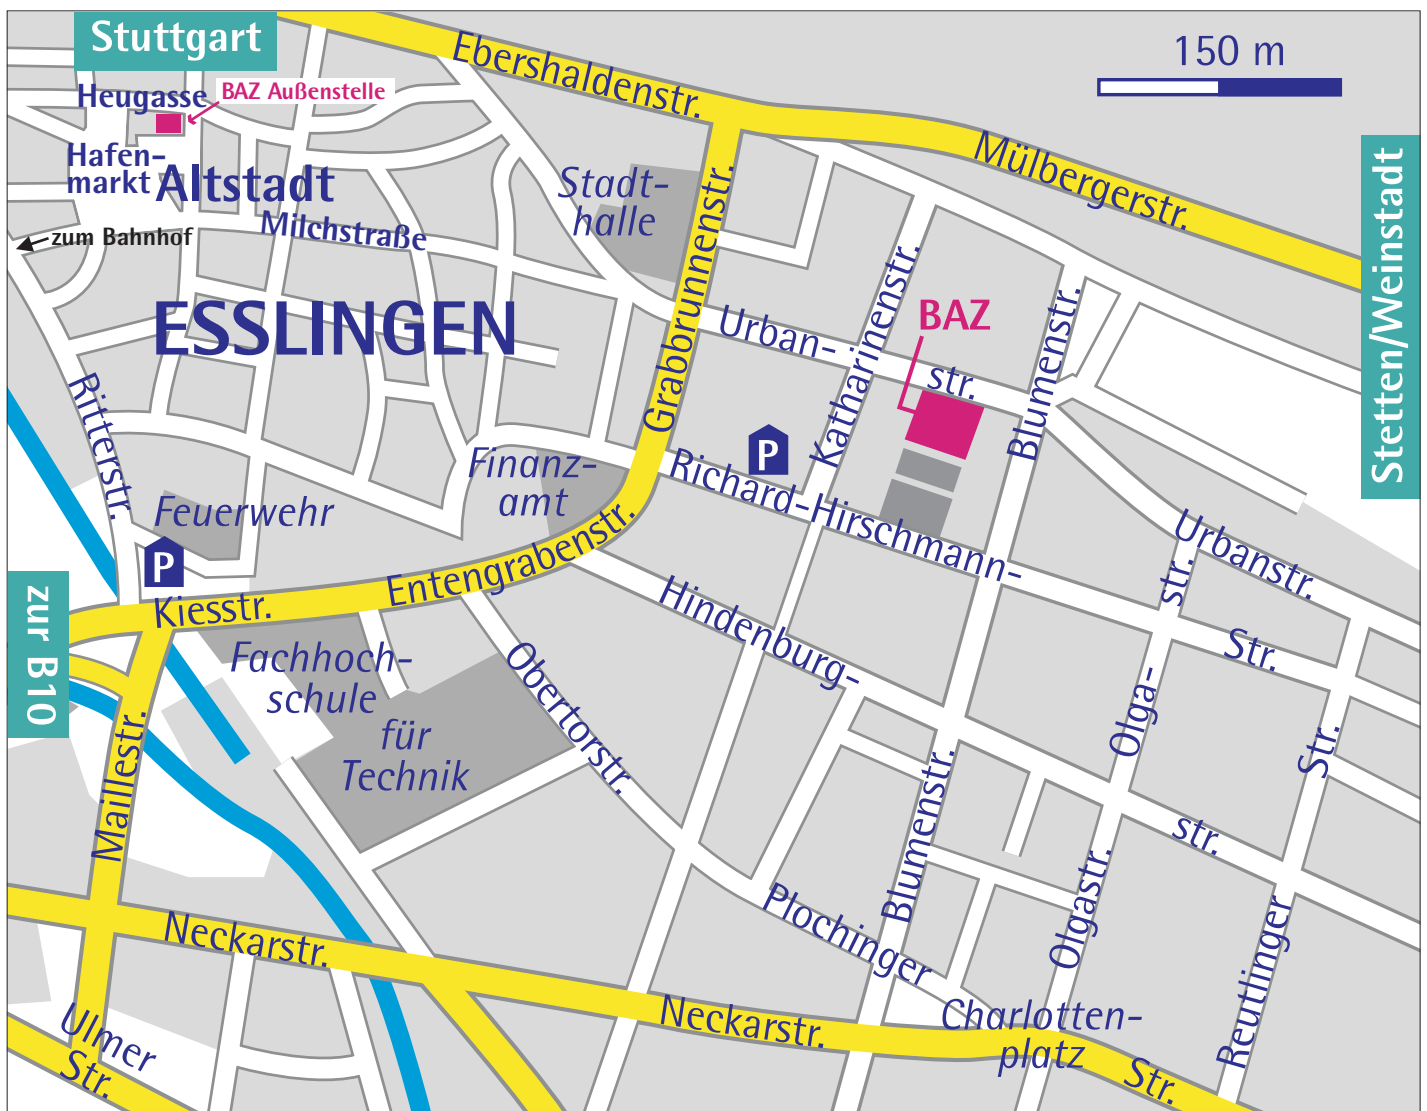 Stuttgart
Ebershaldenstr.
150 m
Heugasse
BAZ Außenstelle
Hafen-
markt
Altstadt
Stadt-
halle
Mülbergerstr.
Stetten/Weinstadt
Milchstraße
zum Bahnhof
Grabbrunnenstr.
ESSLINGEN
Urban-
str.
Katharinenstr.
BAZ
Blumenstr.
Ritterstr.
Finanz-
amt
P
Richard-Hirschmann-
Str.
Feuerwehr
P
Entengrabenstr.
Urbanstr.
Kiesstr.
zur B10
Hindenburg-
str.
Olga-
str.
Fachhoch-
schule
für
Technik
Obertorstr.
Str.
Maillestr.
Blumenstr.
Olgastr.
Plochinger
Reutlinger
Neckarstr.
Neckarstr.
Charlotten-
platz
Ulmer
Str.
Str.